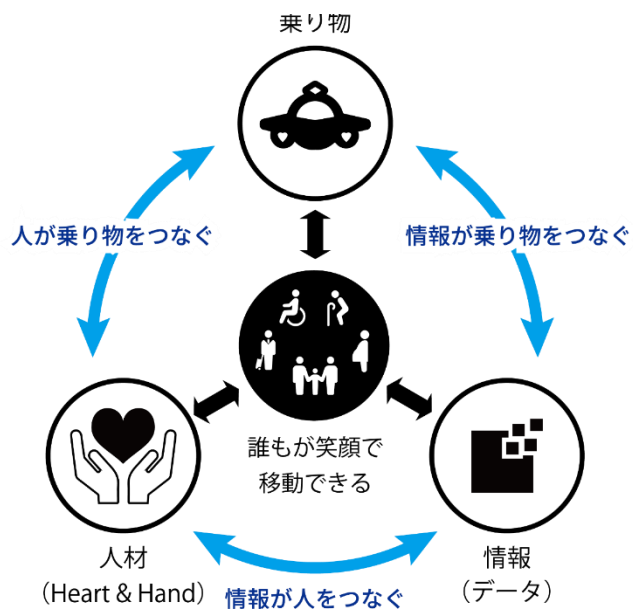 乗り物
人が乗り物をつなぐ
情報が乗り物をつなぐ
誰もが笑顔で
移動できる
人材
（Heart & Hand）
情報が人をつなぐ
情報
（データ）